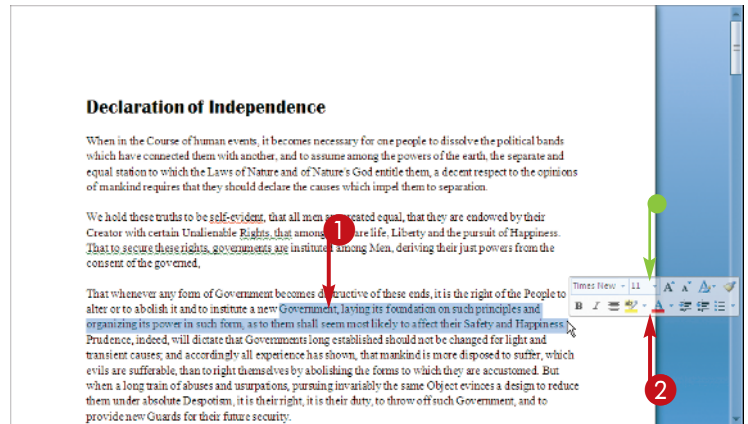 Declaration of Independence
When in the Course of human events, it becomes necessary for one people to dissolve the political bands
which have connected them with another, and to assume among the powers of the earth, the separate and
equal station to which the Laws of Nature and of Nature's God entitle them, a decent respect to the opinions
of mankind requires that they should declare the causes which impel them to separation.
We hold these truths to be self-evident, that all men are created equal, that they are endowed by their
Creator with certain Unalienable Rights, that among are life, Liberty and the pursuit of Happiness.
That to secure these rights, governments are instituted among Men, deriving their just powers from the
consent of the governed,
That whenever any form of Government becomes destructive of these ends, it is the right of the People to
alter or to abolish it and to institute a new Government, laying its foundation on such principles and
organizing its power in such form, as to them shall seem most likely to affect their Safety and Happiness.
Prudence, indeed, will dictate that Governments long established should not be changed for light and
transient causes; and accordingly all experience has shown, that mankind is more disposed to suffer, which
evils are sufferable, than to right themselves by abolishing the forms to which they are accustomed. But
when a long train of abuses and usurpations, pursuing invariably the same Object evinces a design to reduce
them under absolute Despotism, it is their right, it is their duty, to throw off such Government, and to
provide new Guards for their future security.
1
Times New 11 A A A
B I ab A
2